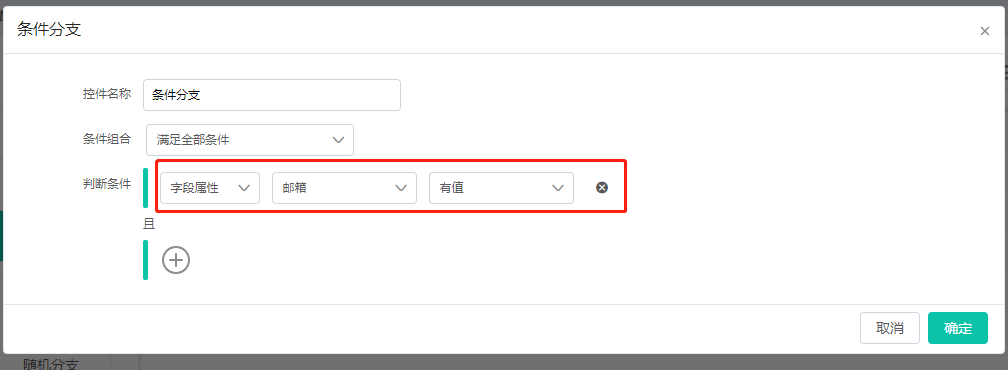 条件分支
×
控件名称 条件分支
条件组合 满足全部条件
判断条件 字段属性 邮箱 有值
且
取消 确定
随机分支